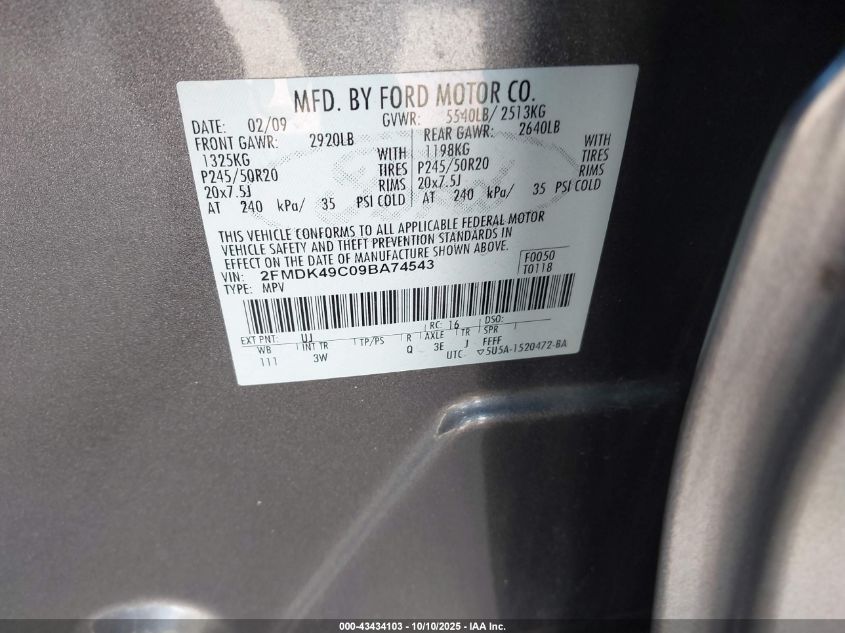 MFD. BY FORD MOTOR CO.
DATE: 02/09 GVWR: 5540LB/ 2513KG
FRONT GAWR: 2920LB REAR GAWR: 2640LB
1325KG WITH 1198KG WITH
P245/50R20 TIRES P245/50R20 TIRES
20x7.5J RIMS 20x7.5J RIMS
AT 240 kPa/ 35 PSI COLD AT 240 kPa/ 35 PSI COLD
THIS VEHICLE CONFORMS TO ALL APPLICABLE FEDERAL MOTOR
VEHICLE SAFETY AND THEFT PREVENTION STANDARDS IN
EFFECT ON THE DATE OF MANUFACTURE SHOWN ABOVE.
VIN: 2FMDK49C09BA74543 F0050
TYPE: MPV T0118
EXT PNT: UJ RC: 16 DSO:
WB INT TR TP/PS R AXLE TR SPR
111 3W Q 3E J FFFF
UTC ▽5U5A-1520472-BA
000-43434103 - 10/10/2025 - IAA Inc.